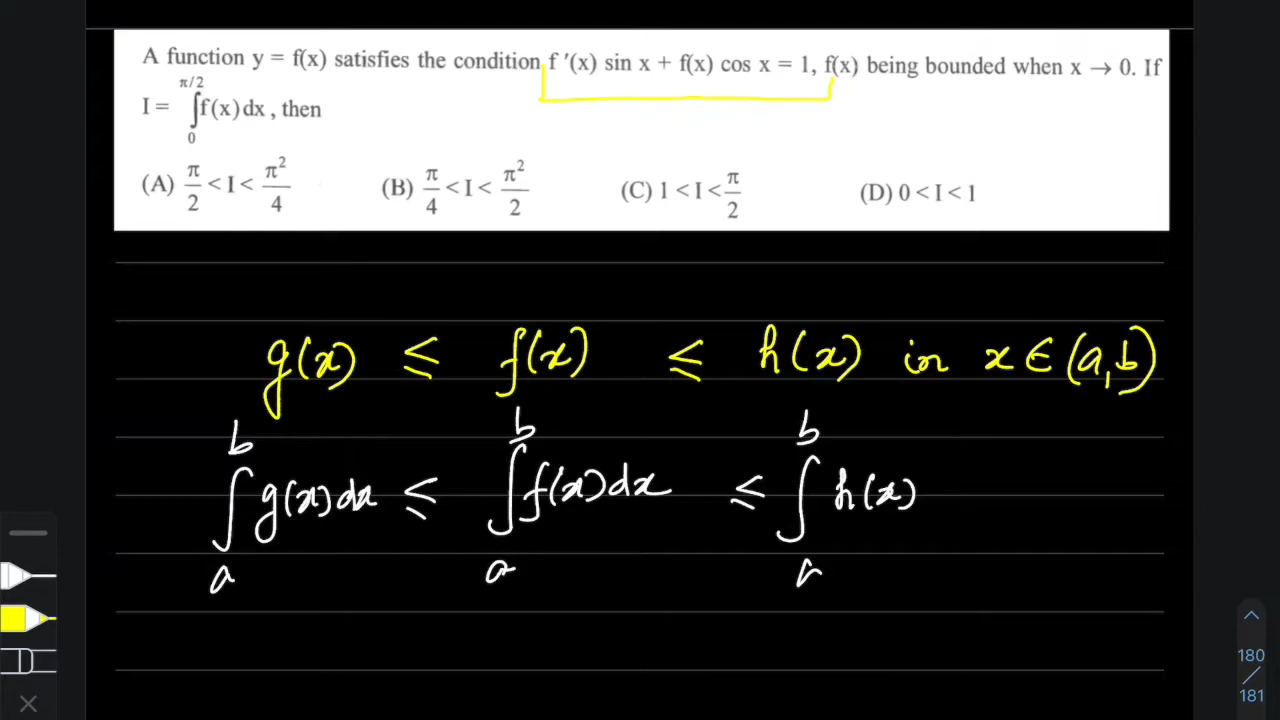 A function y = f(x) satisfies the condition f '(x) sin x + f(x) cos x = 1, f(x) being bounded when x → 0. If
I = ∫₀^{π/2} f(x) dx , then
(A) π/2 < I < π²/4 (B) π/4 < I < π²/2 (C) 1 < I < π/2 (D) 0 < I < 1
g(x) ≤ f(x) ≤ h(x) in x ∈ (a,b)
∫ₐᵇ g(x) dx ≤ ∫ₐᵇ f(x) dx ≤ ∫ₐᵇ h(x)
180
/
181